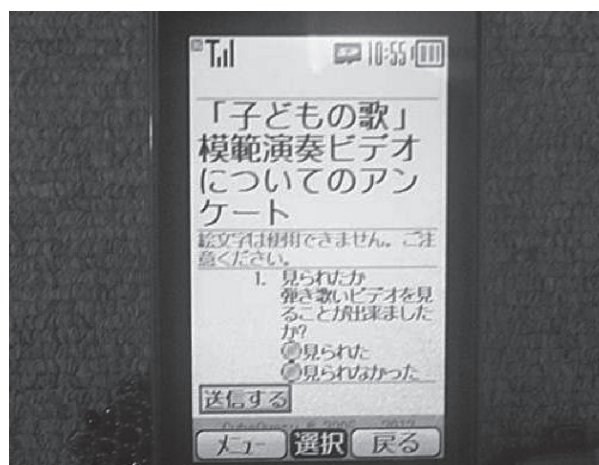 10:55
「子どもの歌」
模範演奏ビデオ
についてのアン
ケート
絵文字は使用できません。ご注
意ください。
1. 見られたか
弾き歌いビデオを見
ることが出来ました
か?
見られた
見られなかった
送信する
メニュー 選択 戻る